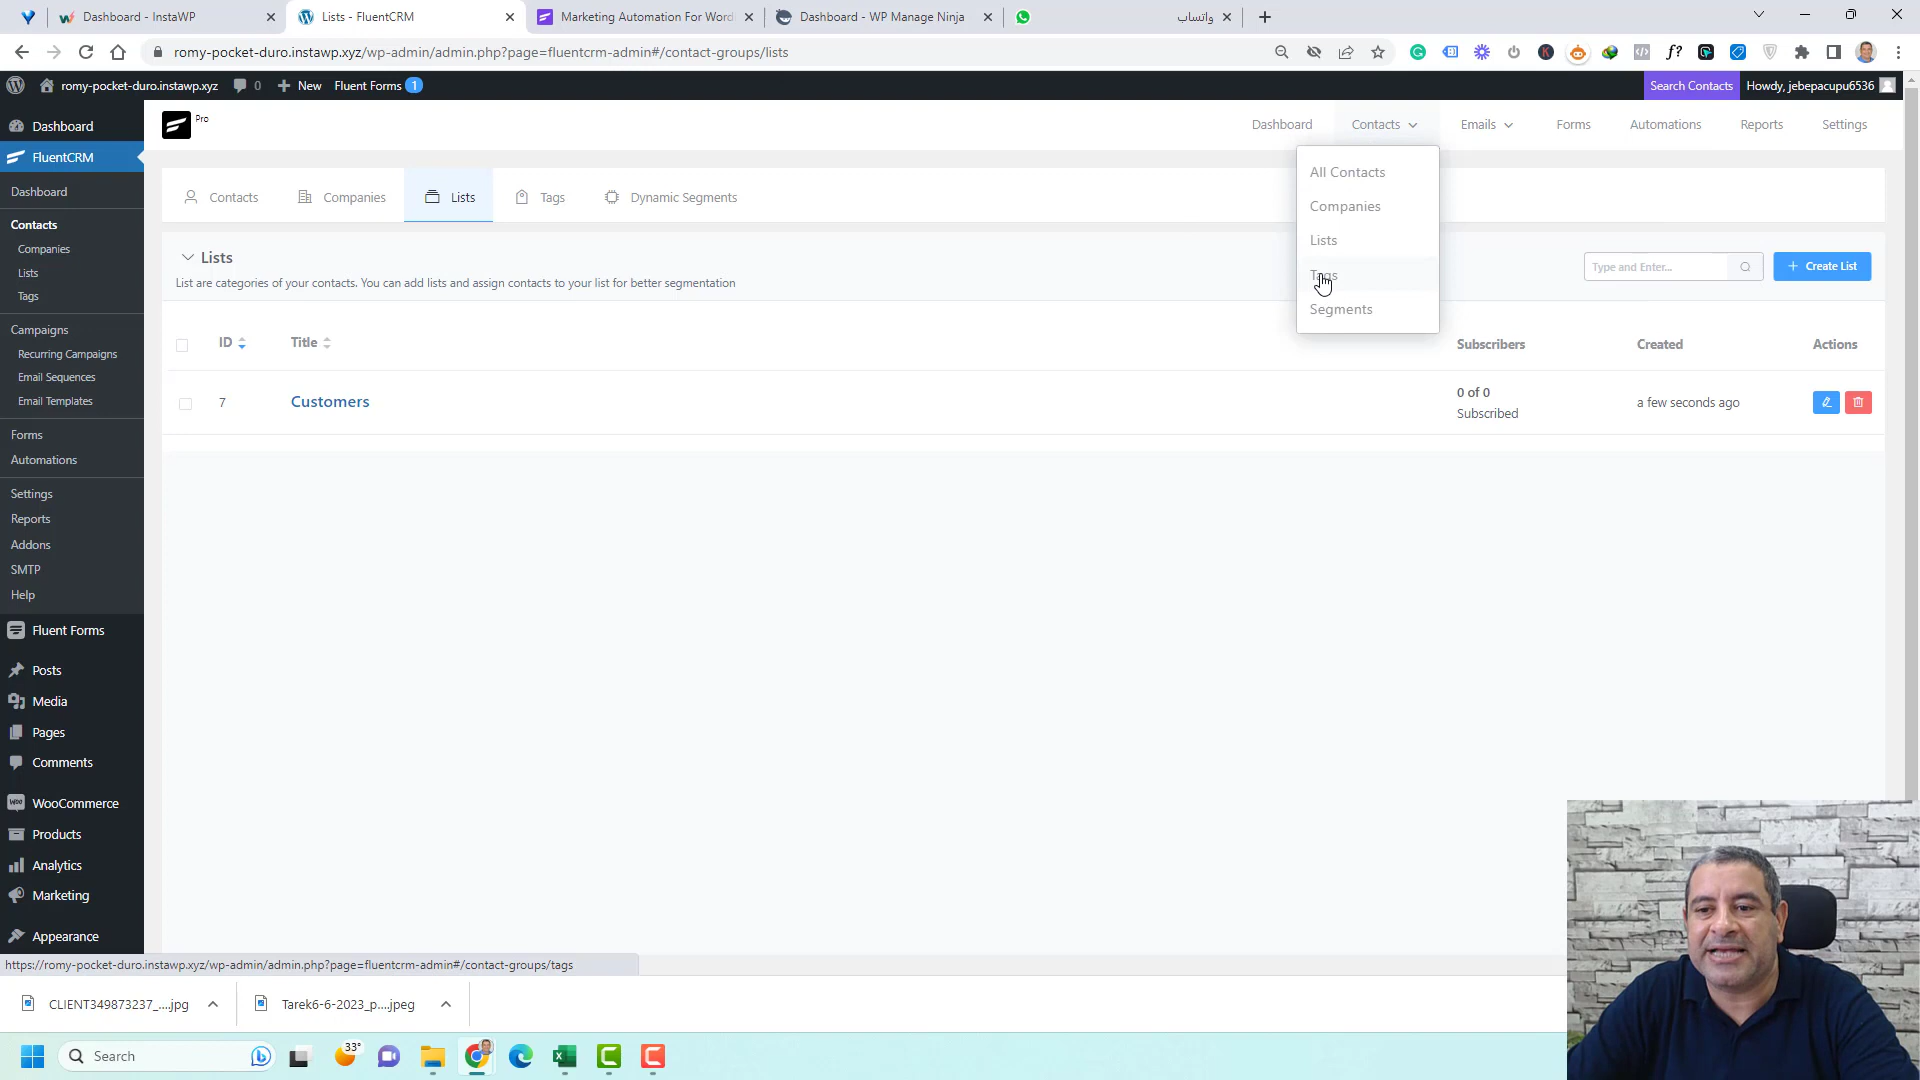 Dashboard - InstaWP
Lists - FluentCRM
Marketing Automation For Word
Dashboard - WP Manage Ninja
واتساب
romy-pocket-duro.instawp.xyz/wp-admin/admin.php?page=fluentcrm-admin#/contact-groups/lists
romy-pocket-duro.instawp.xyz
0
New
Fluent Forms 1
Search Contacts
Howdy, jebepacupu6536
Pro
Dashboard
Contacts
Emails
Forms
Automations
Reports
Settings
All Contacts
Companies
Lists
Tags
Segments
Contacts
Companies
Lists
Tags
Dynamic Segments
Lists
List are categories of your contacts. You can add lists and assign contacts to your list for better segmentation
Type and Enter...
Create List
ID
Title
Subscribers
Created
Actions
7
Customers
0 of 0
Subscribed
a few seconds ago
Dashboard
FluentCRM
Dashboard
Contacts
Companies
Lists
Tags
Campaigns
Recurring Campaigns
Email Sequences
Email Templates
Forms
Automations
Settings
Reports
Addons
SMTP
Help
Fluent Forms
Posts
Media
Pages
Comments
WooCommerce
Products
Analytics
Marketing
Appearance
https://romy-pocket-duro.instawp.xyz/wp-admin/admin.php?page=fluentcrm-admin#/contact-groups/tags
CLIENT349873237_....jpg
Tarek6-6-2023_p....jpeg
Search
33°